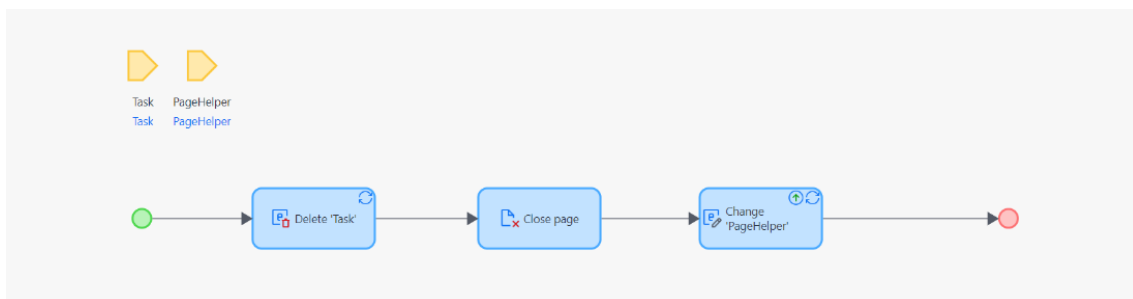 Task
PageHelper
Task
PageHelper
Delete 'Task'
Close page
Change
'PageHelper'